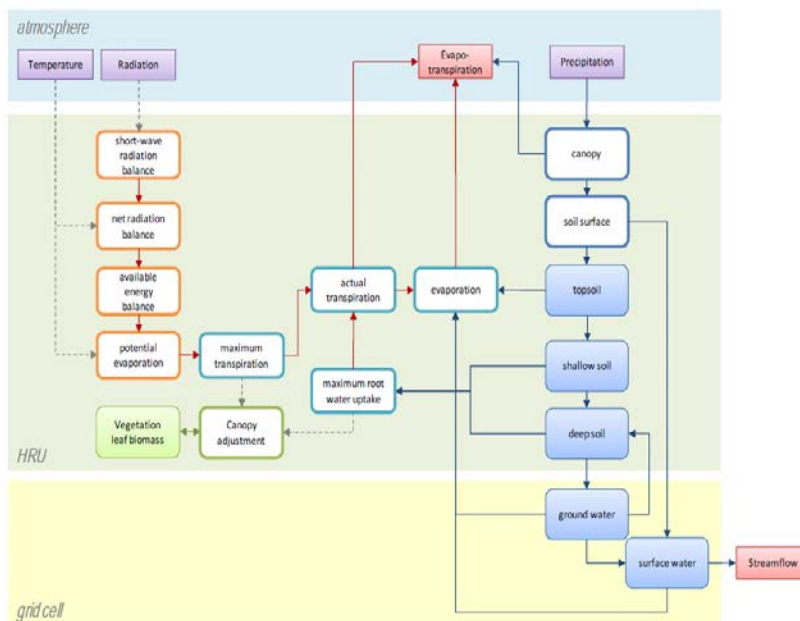 atmosphere
Temperature
Radiation
Evapo-
transpiration
Precipitation
short-wave
radiation
balance
canopy
net radiation
balance
soil surface
available
energy
balance
actual
transpiration
evaporation
topsoil
potential
evaporation
maximum
transpiration
shallow soil
maximum root
water uptake
Vegetation
leaf biomass
Canopy
adjustment
deep soil
HRU
ground water
surface water
Streamflow
grid cell